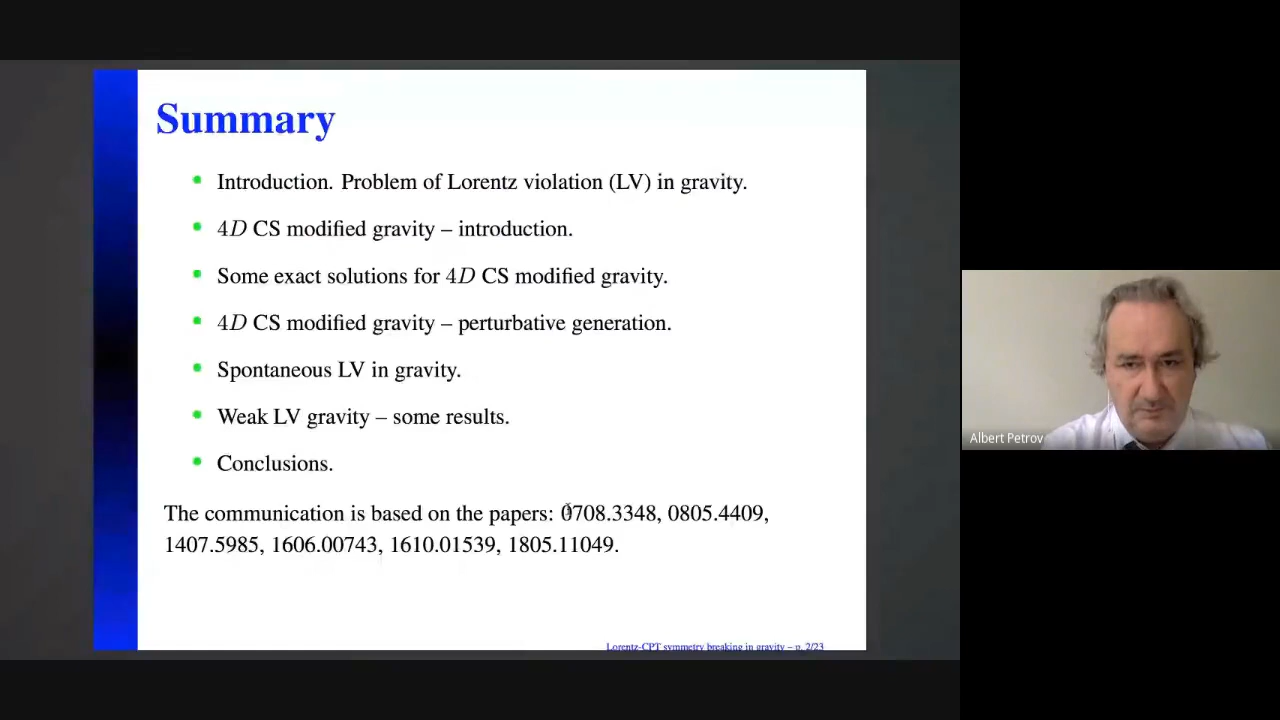 Summary
Introduction. Problem of Lorentz violation (LV) in gravity.
4D CS modified gravity – introduction.
Some exact solutions for 4D CS modified gravity.
4D CS modified gravity – perturbative generation.
Spontaneous LV in gravity.
Weak LV gravity – some results.
Conclusions.
The communication is based on the papers: 0708.3348, 0805.4409,
1407.5985, 1606.00743, 1610.01539, 1805.11049.
Lorentz-CPT symmetry breaking in gravity – p. 2/23
Albert Petrov